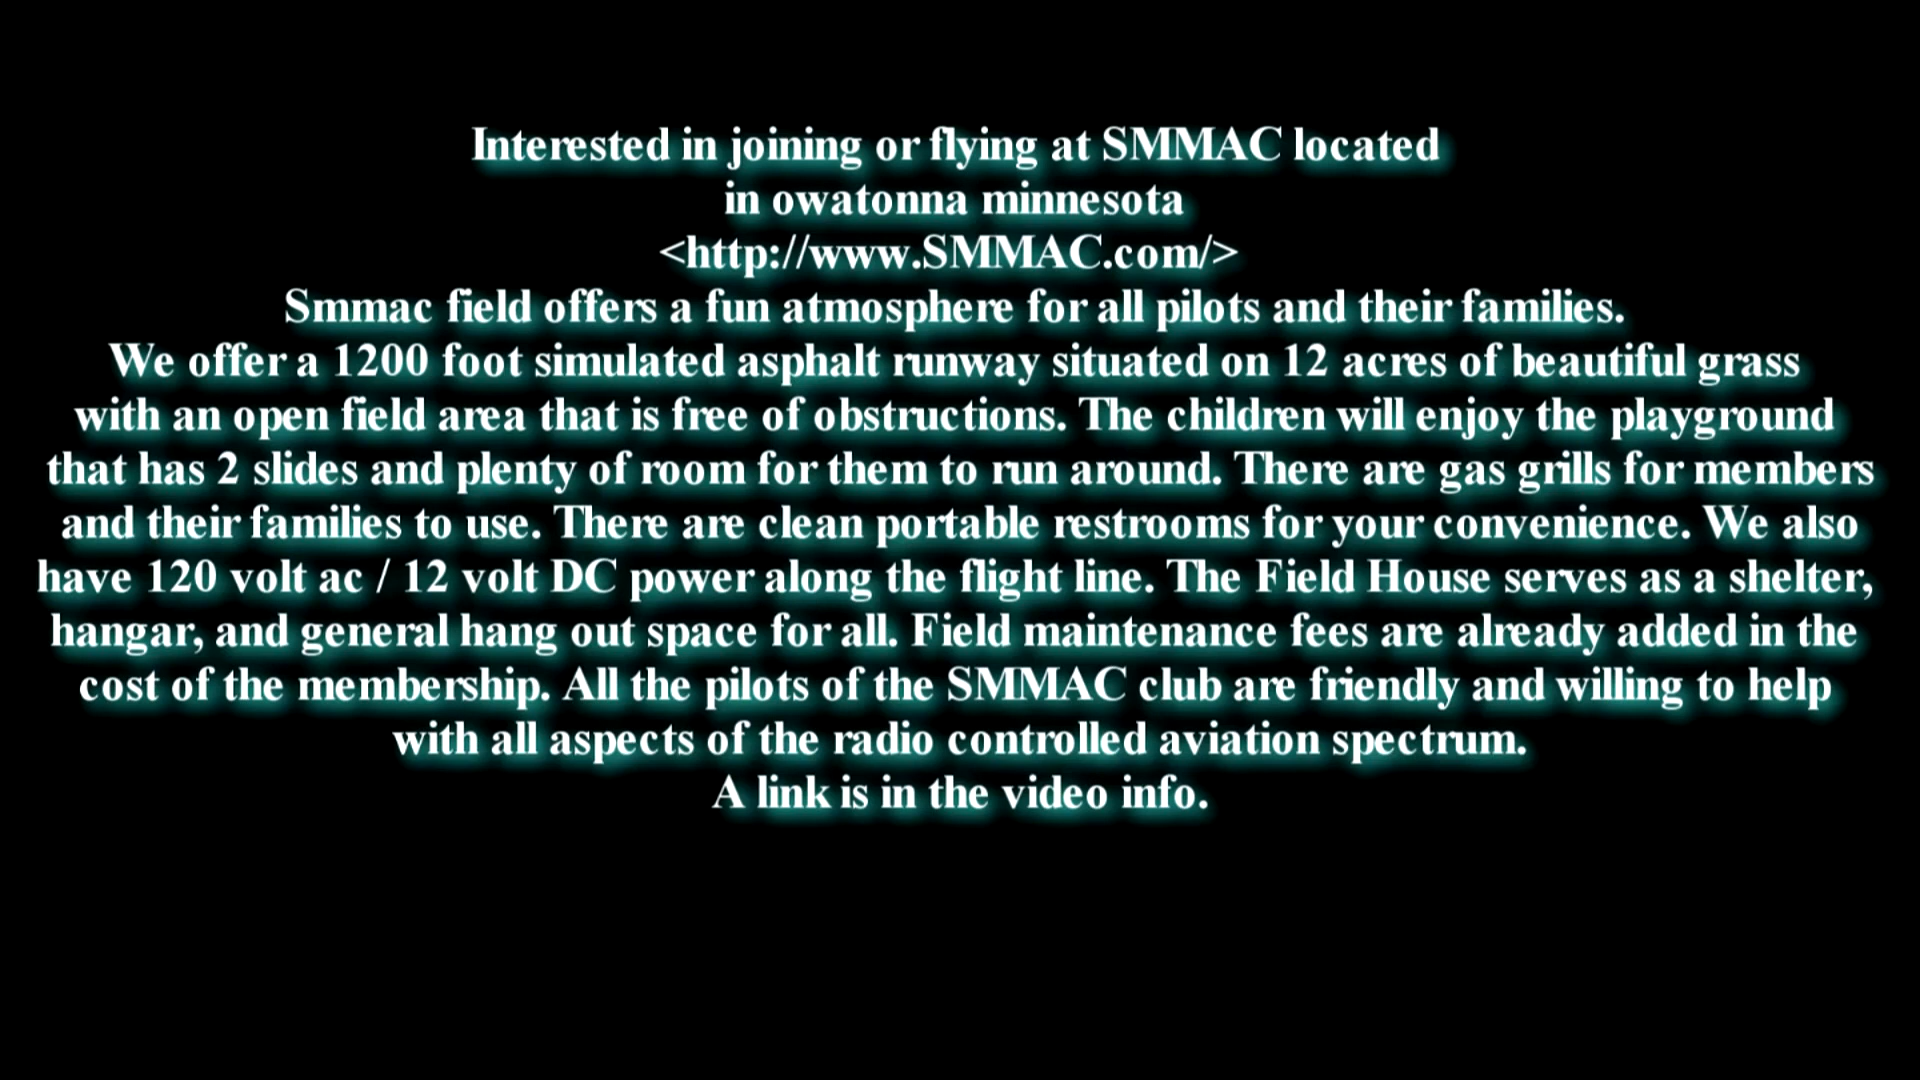 Interested in joining or flying at SMMAC located
in owatonna minnesota
<http://www.SMMAC.com/>
Smmac field offers a fun atmosphere for all pilots and their families.
We offer a 1200 foot simulated asphalt runway situated on 12 acres of beautiful grass
with an open field area that is free of obstructions. The children will enjoy the playground
that has 2 slides and plenty of room for them to run around. There are gas grills for members
and their families to use. There are clean portable restrooms for your convenience. We also
have 120 volt ac / 12 volt DC power along the flight line. The Field House serves as a shelter,
hangar, and general hang out space for all. Field maintenance fees are already added in the
cost of the membership. All the pilots of the SMMAC club are friendly and willing to help
with all aspects of the radio controlled aviation spectrum.
A link is in the video info.